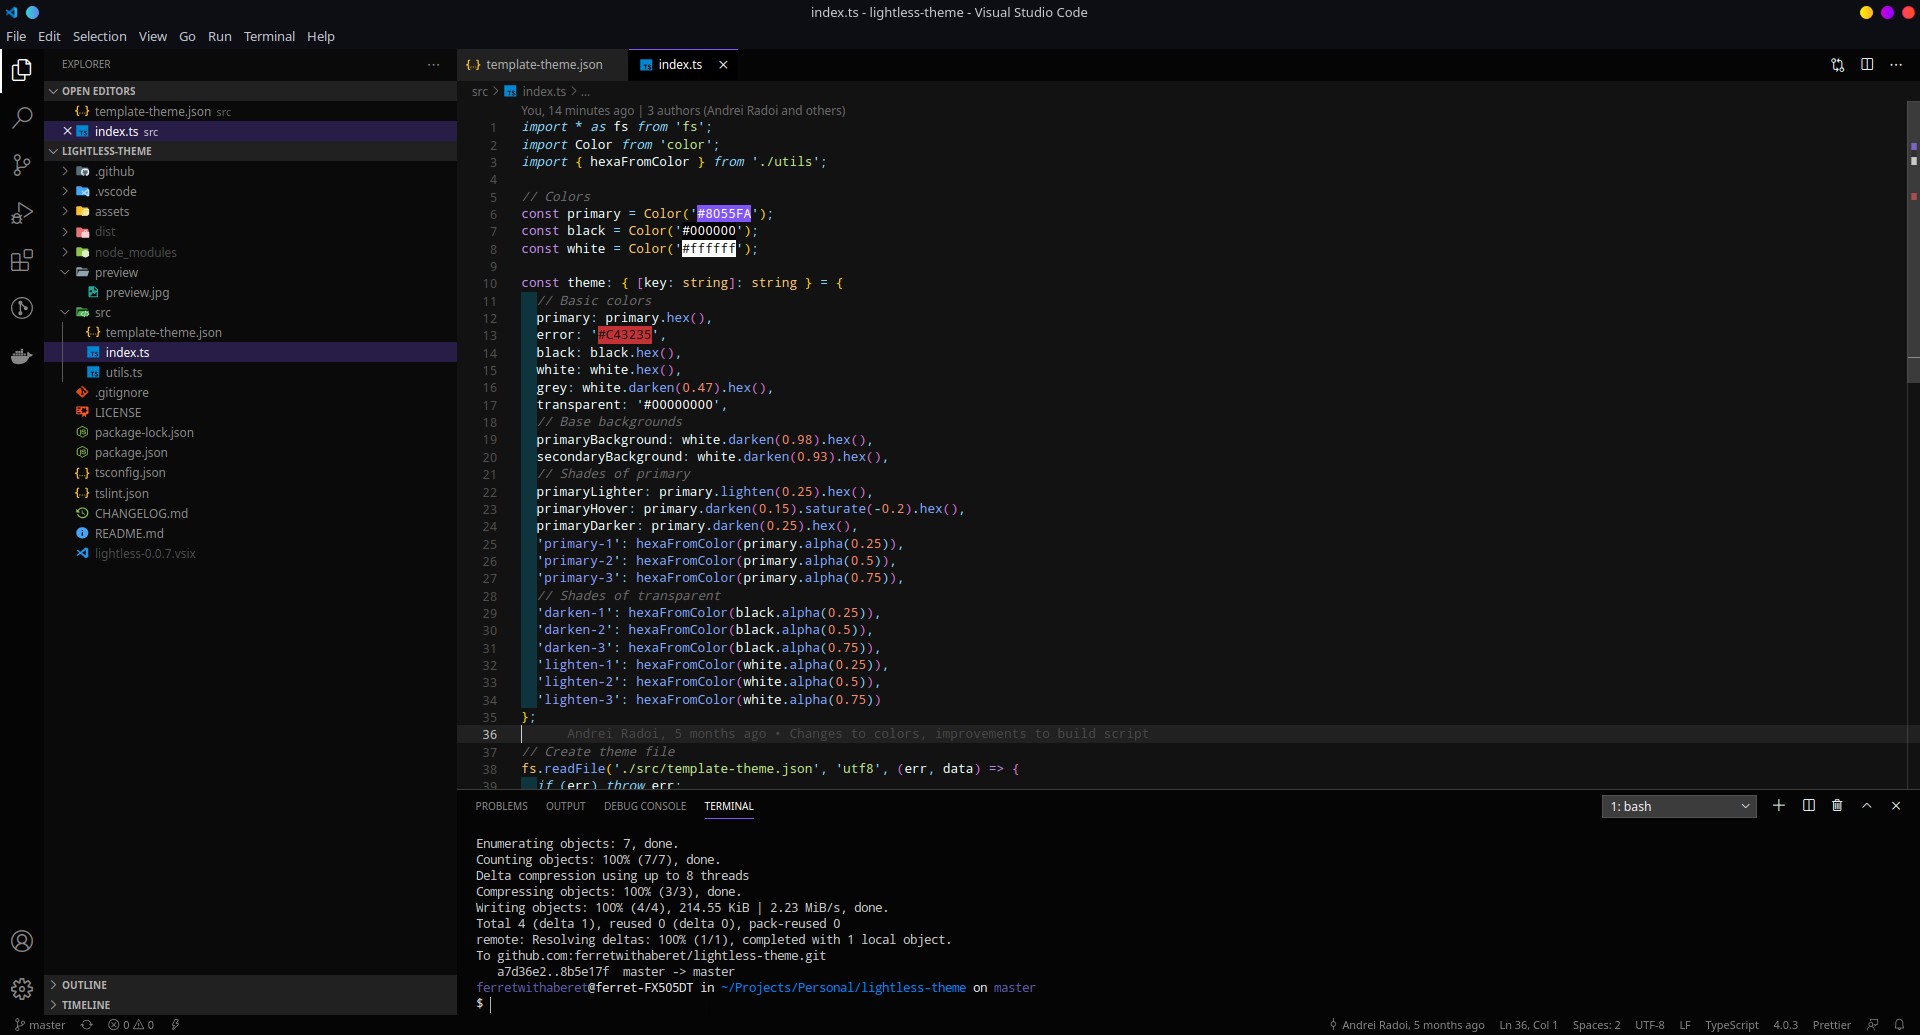 index.ts - lightless-theme - Visual Studio Code
File Edit Selection View Go Run Terminal Help
EXPLORER ···
OPEN EDITORS
template-theme.json src
index.ts src
LIGHTLESS-THEME
.github
.vscode
assets
dist
node_modules
preview
preview.jpg
src
template-theme.json
index.ts
utils.ts
.gitignore
LICENSE
package-lock.json
package.json
tsconfig.json
tslint.json
CHANGELOG.md
README.md
lightless-0.0.7.vsix
OUTLINE
TIMELINE
template-theme.json index.ts
src > index.ts > ...
You, 14 minutes ago | 3 authors (Andrei Radoi and others)
1 import * as fs from 'fs';
2 import Color from 'color';
3 import { hexaFromColor } from './utils';
4
5 // Colors
6 const primary = Color('#8055FA');
7 const black = Color('#000000');
8 const white = Color('#ffffff');
9
10 const theme: { [key: string]: string } = {
11 // Basic colors
12 primary: primary.hex(),
13 error: '#C43235',
14 black: black.hex(),
15 white: white.hex(),
16 grey: white.darken(0.47).hex(),
17 transparent: '#00000000',
18 // Base backgrounds
19 primaryBackground: white.darken(0.98).hex(),
20 secondaryBackground: white.darken(0.93).hex(),
21 // Shades of primary
22 primaryLighter: primary.lighten(0.25).hex(),
23 primaryHover: primary.darken(0.15).saturate(-0.2).hex(),
24 primaryDarker: primary.darken(0.25).hex(),
25 'primary-1': hexaFromColor(primary.alpha(0.25)),
26 'primary-2': hexaFromColor(primary.alpha(0.5)),
27 'primary-3': hexaFromColor(primary.alpha(0.75)),
28 // Shades of transparent
29 'darken-1': hexaFromColor(black.alpha(0.25)),
30 'darken-2': hexaFromColor(black.alpha(0.5)),
31 'darken-3': hexaFromColor(black.alpha(0.75)),
32 'lighten-1': hexaFromColor(white.alpha(0.25)),
33 'lighten-2': hexaFromColor(white.alpha(0.5)),
34 'lighten-3': hexaFromColor(white.alpha(0.75))
35 };
36 Andrei Radoi, 5 months ago • Changes to colors, improvements to build script
37 // Create theme file
38 fs.readFile('./src/template-theme.json', 'utf8', (err, data) => {
39 if (err) throw err;
PROBLEMS OUTPUT DEBUG CONSOLE TERMINAL 1: bash
Enumerating objects: 7, done.
Counting objects: 100% (7/7), done.
Delta compression using up to 8 threads
Compressing objects: 100% (3/3), done.
Writing objects: 100% (4/4), 214.55 KiB | 2.23 MiB/s, done.
Total 4 (delta 1), reused 0 (delta 0), pack-reused 0
remote: Resolving deltas: 100% (1/1), completed with 1 local object.
To github.com:ferretwithaberet/lightless-theme.git
a7d36e2..8b5e17f master -> master
ferretwithaberet@ferret-FX505DT in ~/Projects/Personal/lightless-theme on master
$
master 0 0 Andrei Radoi, 5 months ago Ln 36, Col 1 Spaces: 2 UTF-8 LF TypeScript 4.0.3 Prettier